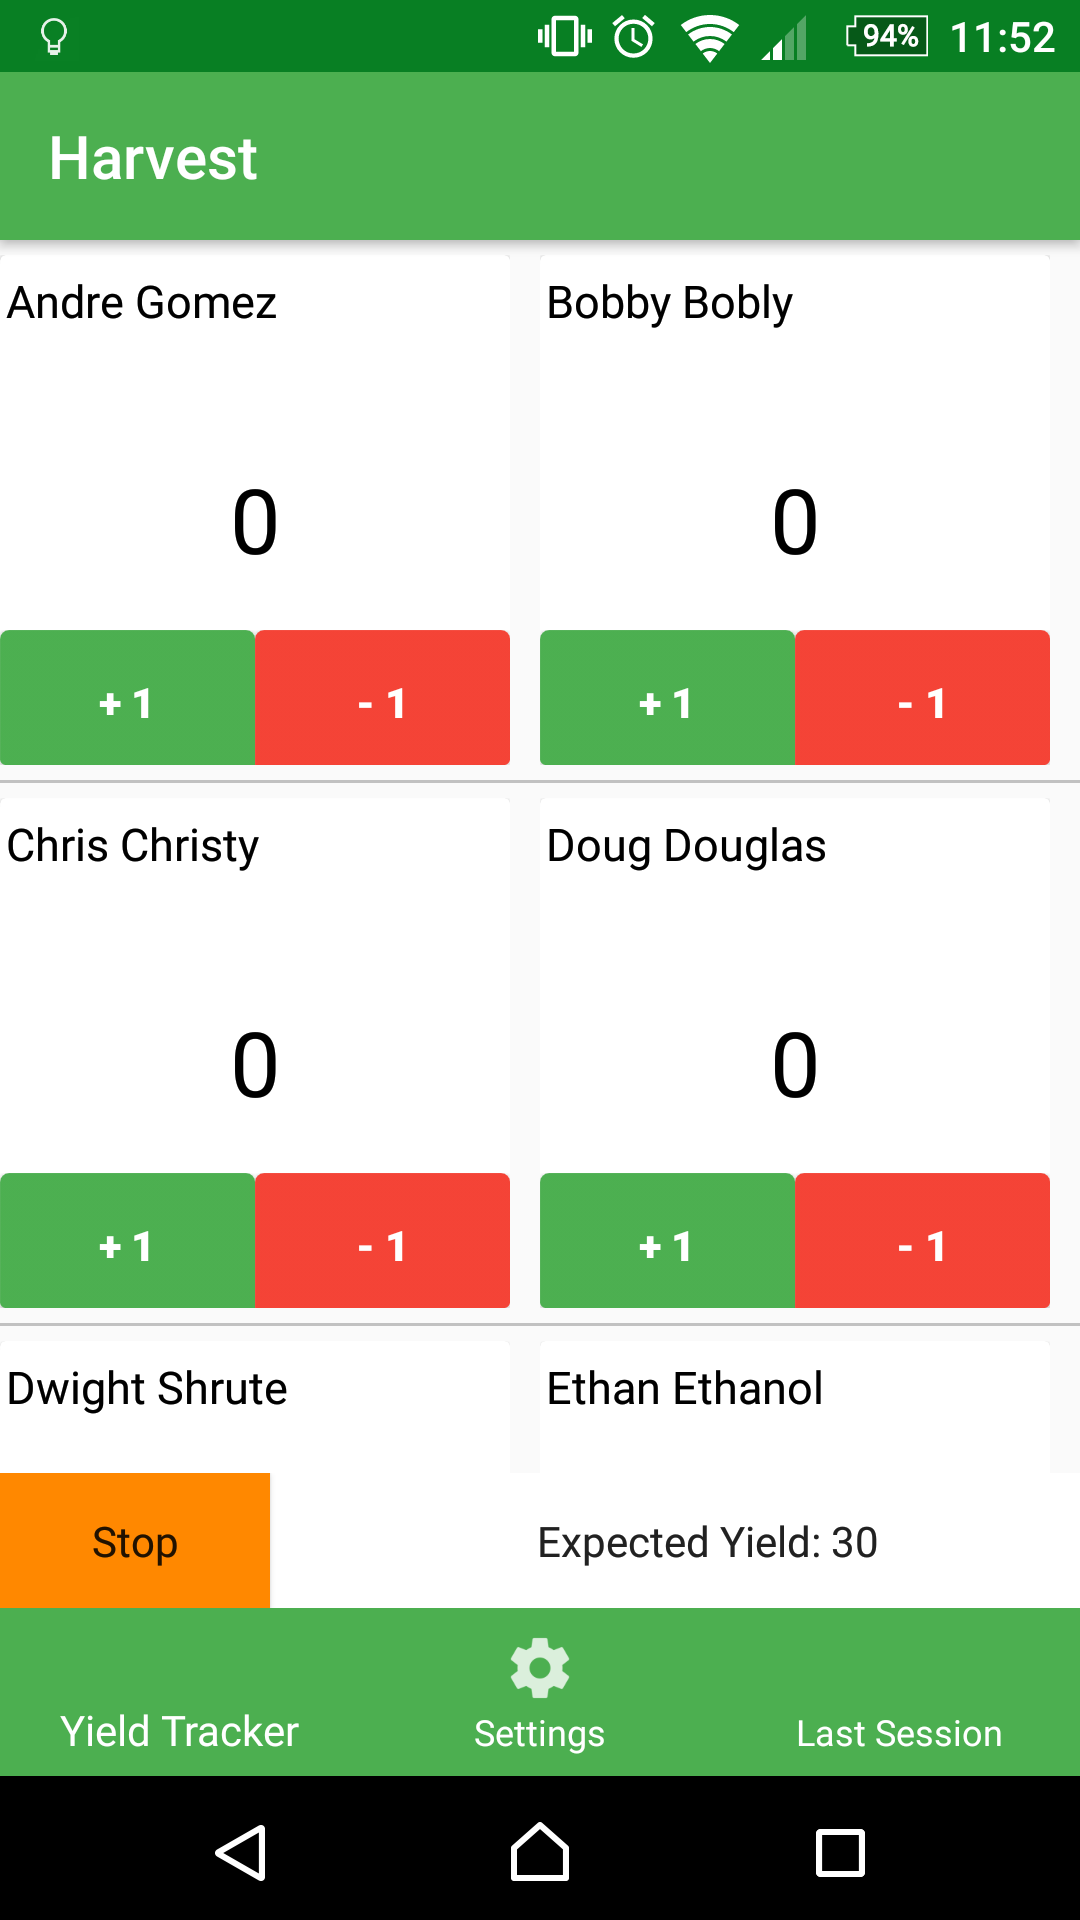 94% 11:52
Harvest
Andre Gomez Bobby Bobly
0 0
+ 1 - 1 + 1 - 1
Chris Christy Doug Douglas
0 0
+ 1 - 1 + 1 - 1
Dwight Shrute Ethan Ethanol
Stop Expected Yield: 30
Yield Tracker Settings Last Session